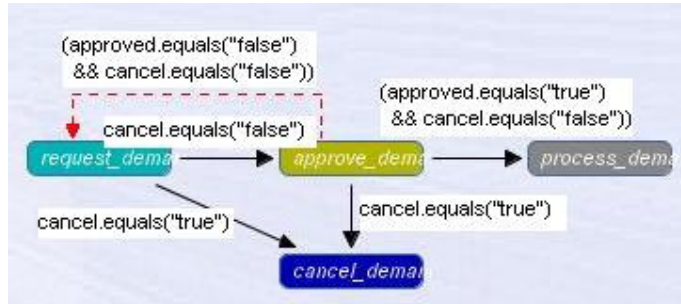 (approved.equals("false")
&& cancel.equals("false"))
(approved.equals("true")
&& cancel.equals("false"))
cancel.equals("false")
request_dema
approve_dema
process_dema
cancel.equals("true")
cancel.equals("true")
cancel_deman